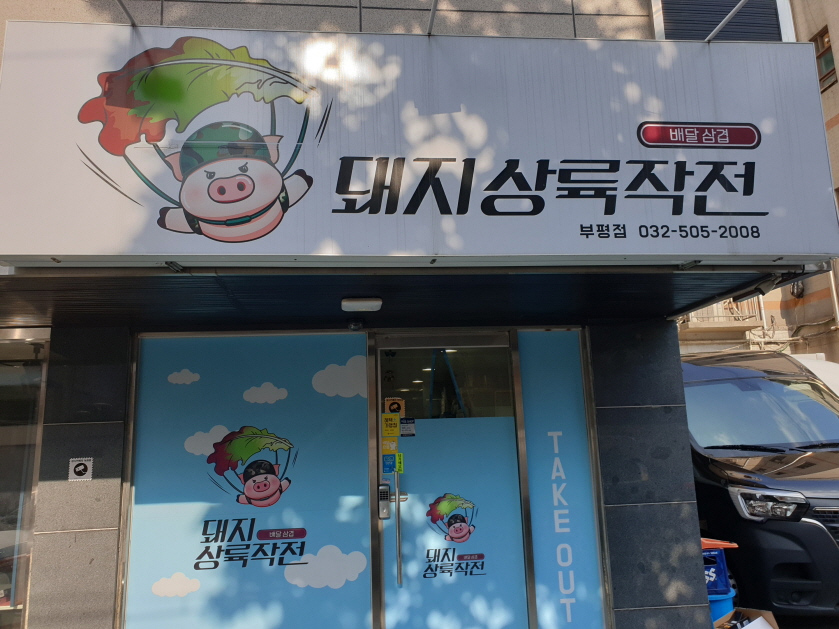 배달 삼겹
돼지상륙작전
부평점 032-505-2008
돼지
배달 삼겹
상륙작전
돼지
배달 삼겹
상륙작전
TAKE OUT